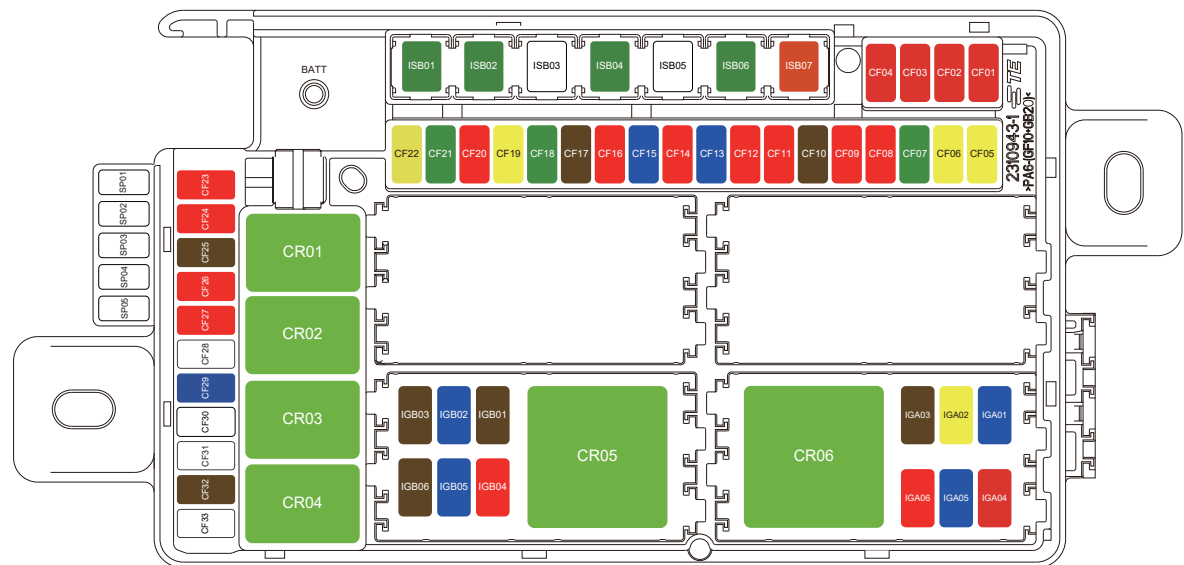 BATT
ISB01 ISB02 ISB03 ISB04 ISB05 ISB06 ISB07
CF04 CF03 CF02 CF01
TE
2310943-1
>PA6-(GF10+GB20)<
CF22 CF21 CF20 CF19 CF18 CF17 CF16 CF15 CF14 CF13 CF12 CF11 CF10 CF09 CF08 CF07 CF06 CF05
SP01
SP02
SP03
SP04
SP05
CF23
CF24
CF25
CF26
CF27
CF28
CF29
CF30
CF31
CF32
CF33
CR01
CR02
CR03
CR04
IGB03 IGB02 IGB01
IGB06 IGB05 IGB04
CR05
CR06
IGA03 IGA02 IGA01
IGA06 IGA05 IGA04